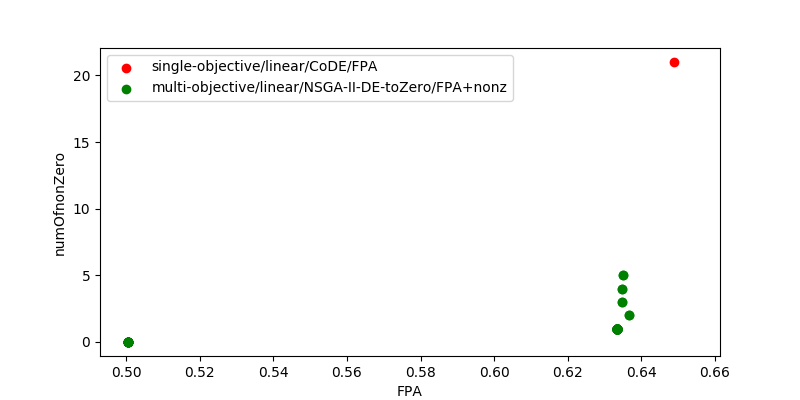 single-objective/linear/CoDE/FPA
multi-objective/linear/NSGA-II-DE-toZero/FPA+nonz
20
15
10
5
0
numOfnonZero
0.50 0.52 0.54 0.56 0.58 0.60 0.62 0.64 0.66
FPA